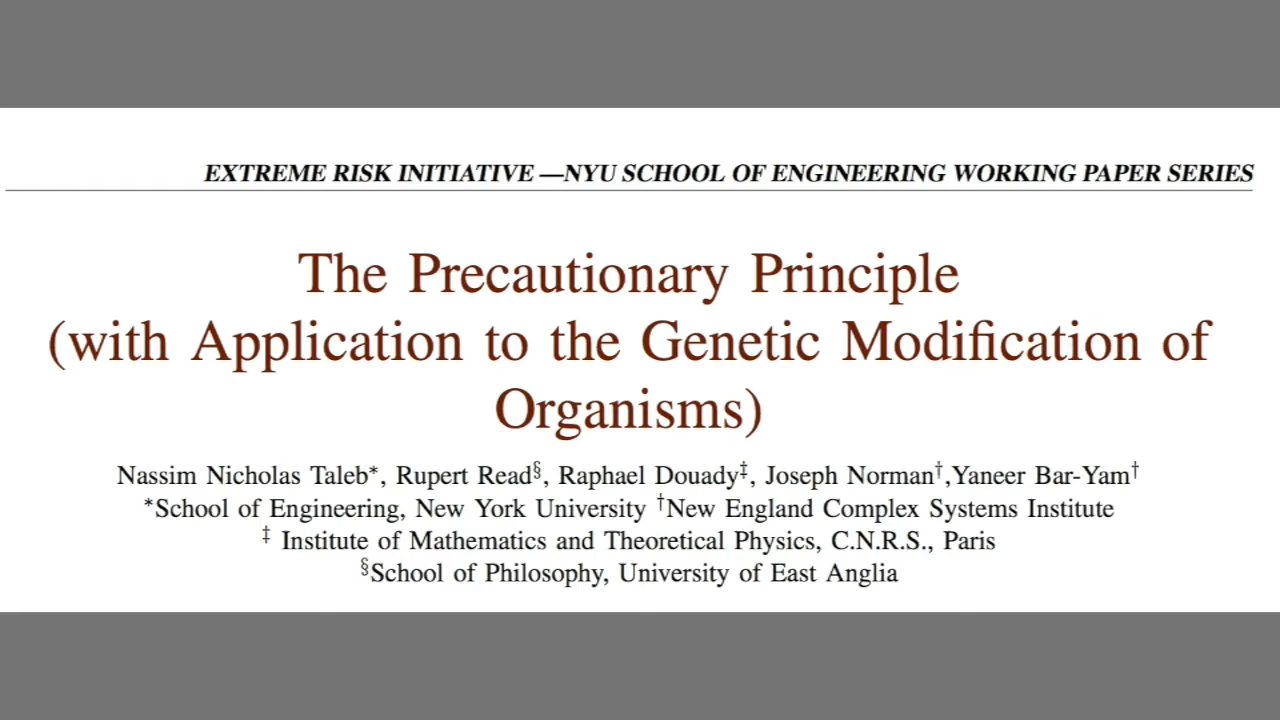 EXTREME RISK INITIATIVE —NYU SCHOOL OF ENGINEERING WORKING PAPER SERIES
The Precautionary Principle
(with Application to the Genetic Modification of
Organisms)
Nassim Nicholas Taleb*, Rupert Read§, Raphael Douady‡, Joseph Norman†,Yaneer Bar-Yam†
*School of Engineering, New York University †New England Complex Systems Institute
‡ Institute of Mathematics and Theoretical Physics, C.N.R.S., Paris
§School of Philosophy, University of East Anglia